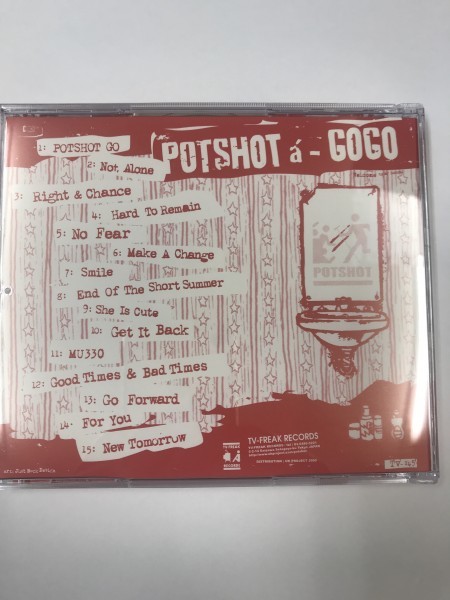 POTSHOT á - GOGO
1: POTSHOT GO
2: Not Alone
3: Right & Chance
4: Hard To Remain
5: No Fear
6: Make A Change
7: Smile
8: End Of The Short Summer
9: She Is Cute
10: Get It Back
11: MU330
12: Good Times & Bad Times
13: Go Forward
14: For You
15: New Tomorrow
POTSHOT
TV-FREAK
RECORDS
TV-FREAK RECORDS